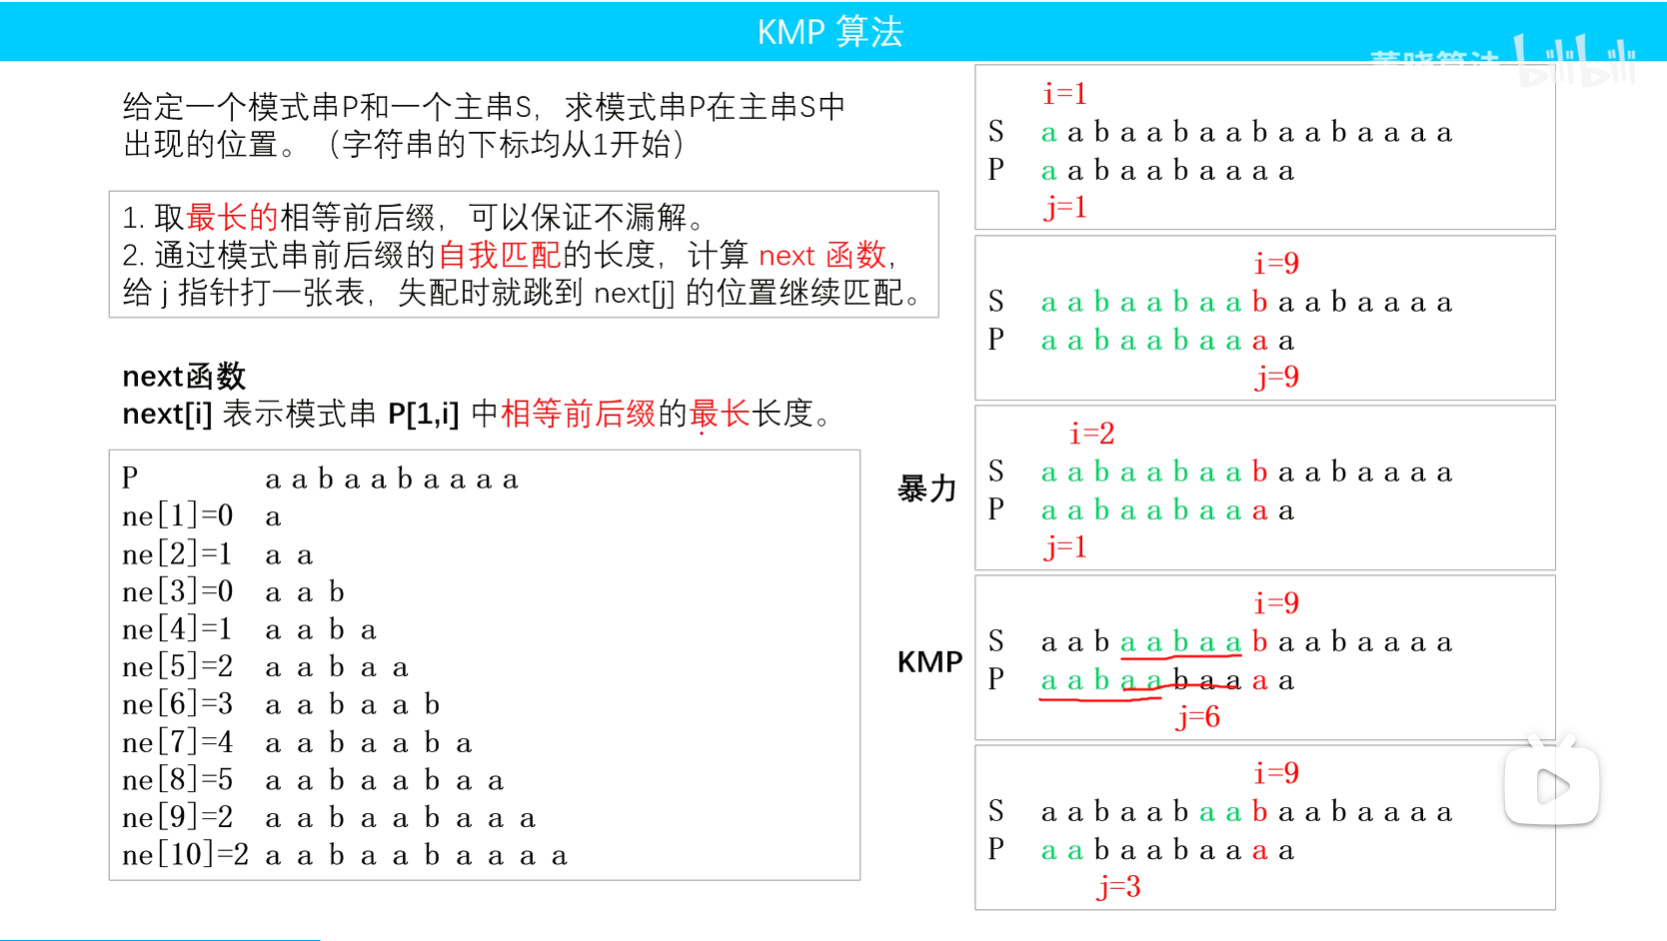 KMP 算法
董晓算法 bilibili
给定一个模式串P和一个主串S，求模式串P在主串S中
出现的位置。（字符串的下标均从1开始）
1. 取最长的相等前后缀，可以保证不漏解。
2. 通过模式串前后缀的自我匹配的长度，计算 next 函数，
给 j 指针打一张表，失配时就跳到 next[j] 的位置继续匹配。
next函数
next[i] 表示模式串 P[1,i] 中相等前后缀的最长长度。
P a a b a a b a a a a
ne[1]=0 a
ne[2]=1 a a
ne[3]=0 a a b
ne[4]=1 a a b a
ne[5]=2 a a b a a
ne[6]=3 a a b a a b
ne[7]=4 a a b a a b a
ne[8]=5 a a b a a b a a
ne[9]=2 a a b a a b a a a
ne[10]=2 a a b a a b a a a a
i=1
S a a b a a b a a b a a b a a a a
P a a b a a b a a a a
j=1
i=9
S a a b a a b a a b a a b a a a a
P a a b a a b a a a a
j=9
暴力
i=2
S a a b a a b a a b a a b a a a a
P a a b a a b a a a a
j=1
KMP
i=9
S a a b a a b a a b a a b a a a a
P a a b a a b a a a a
j=6
i=9
S a a b a a b a a b a a b a a a a
P a a b a a b a a a a
j=3